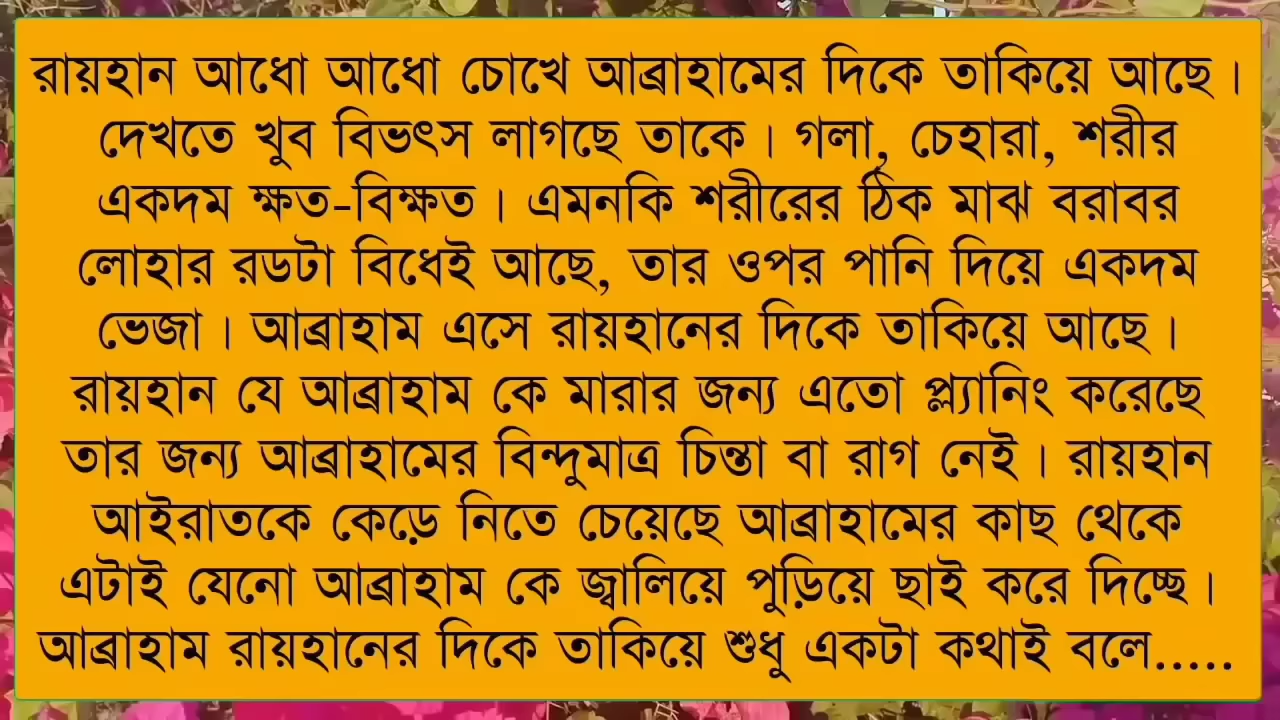 রায়হান আধো আধো চোখে আব্রাহামের দিকে তাকিয়ে আছে।
দেখতে খুব বিভৎস লাগছে তাকে। গলা, চেহারা, শরীর
একদম ক্ষত-বিক্ষত। এমনকি শরীরের ঠিক মাঝ বরাবর
লোহার রডটা বিধেই আছে, তার ওপর পানি দিয়ে একদম
ভেজা। আব্রাহাম এসে রায়হানের দিকে তাকিয়ে আছে।
রায়হান যে আব্রাহাম কে মারার জন্য এতো প্ল্যানিং করেছে
তার জন্য আব্রাহামের বিন্দুমাত্র চিন্তা বা রাগ নেই। রায়হান
আইরাতকে কেড়ে নিতে চেয়েছে আব্রাহামের কাছ থেকে
এটাই যেনো আব্রাহাম কে জ্বালিয়ে পুড়িয়ে ছাই করে দিচ্ছে।
আব্রাহাম রায়হানের দিকে তাকিয়ে শুধু একটা কথাই বলে.....